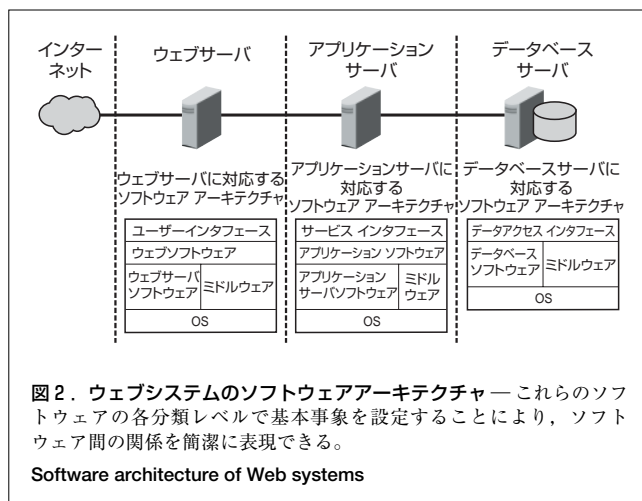 インター
ネット
ウェブサーバ
アプリケーション
サーバ
データベース
サーバ
ウェブサーバに対応する
ソフトウェア アーキテクチャ
ユーザーインタフェース
ウェブソフトウェア
ウェブサーバ
ソフトウェア
ミドルウェア
OS
アプリケーションサーバに
対応する
ソフトウェア アーキテクチャ
サービス インタフェース
アプリケーション ソフトウェア
アプリケーション
サーバソフトウェア
ミドル
ウェア
OS
データベースサーバに
対応する
ソフトウェア アーキテクチャ
データアクセス インタフェース
データベース
ソフトウェア
ミドルウェア
OS
図2．ウェブシステムのソフトウェアアーキテクチャ ― これらのソフ
トウェアの各分類レベルで基本事象を設定することにより，ソフト
ウェア間の関係を簡潔に表現できる。
Software architecture of Web systems